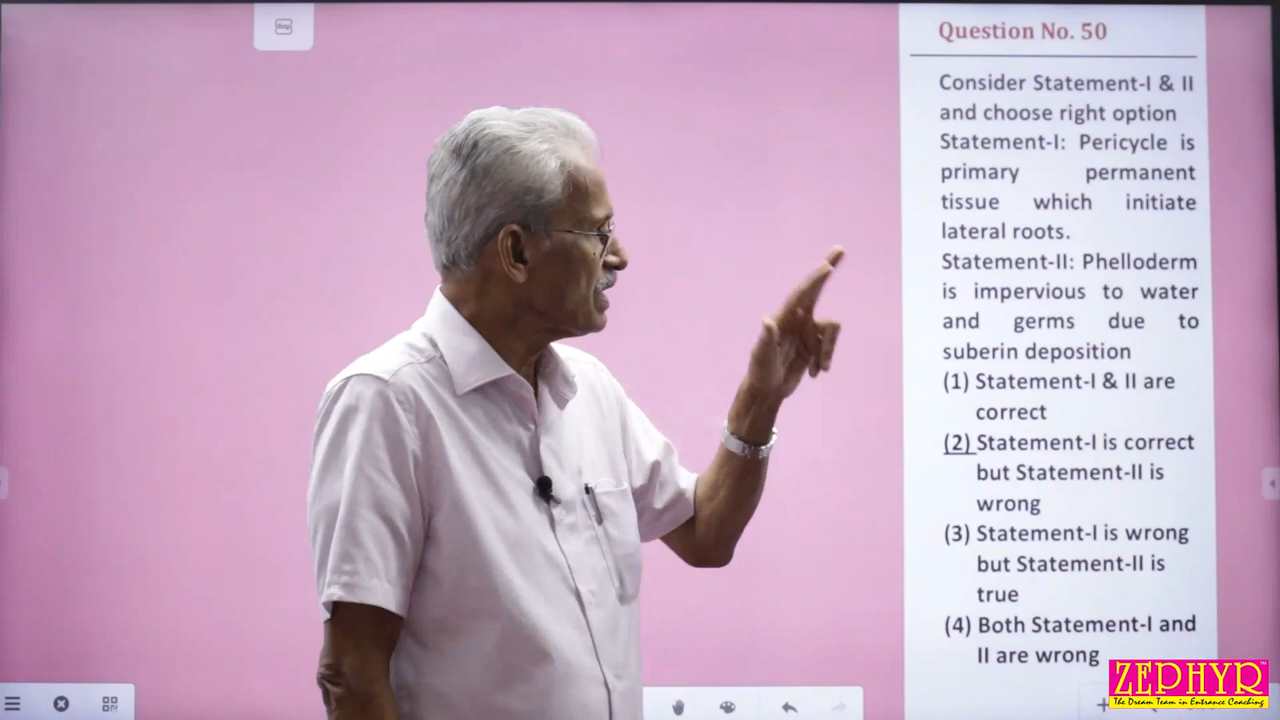 Question No. 50
Consider Statement-I & II
and choose right option
Statement-I: Pericycle is
primary permanent
tissue which initiate
lateral roots.
Statement-II: Phelloderm
is impervious to water
and germs due to
suberin deposition
(1) Statement-I & II are
correct
(2) Statement-I is correct
but Statement-II is
wrong
(3) Statement-I is wrong
but Statement-II is
true
(4) Both Statement-I and
II are wrong
ZEPHYR™
The Dream Team in Entrance Coaching